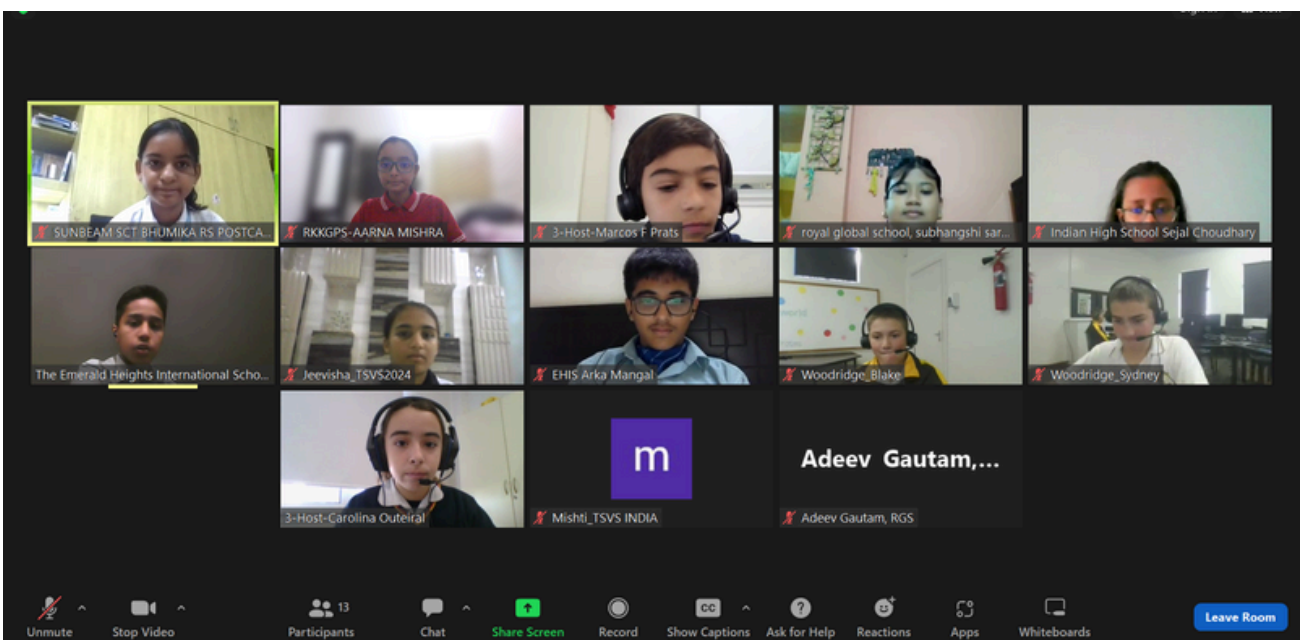 SUNBEAM SCT BHUMIKA RS POSTCA...
RKKGPS-AARNA MISHRA
3-Host-Marcos F Prats
royal global school, subhangshi sar...
Indian High School Sejal Choudhary
The Emerald Heights International Scho...
Jeevisha_TSVS2024
EHIS Arka Mangal
Woodridge_Blake
Woodridge_Sydney
3-Host-Carolina Outeiral
m
Mishti_TSVS INDIA
Adeev Gautam,...
Adeev Gautam, RGS
Unmute
Stop Video
13
Participants
Chat
Share Screen
Record
CC
Show Captions
Ask for Help
Reactions
Apps
Whiteboards
Leave Room